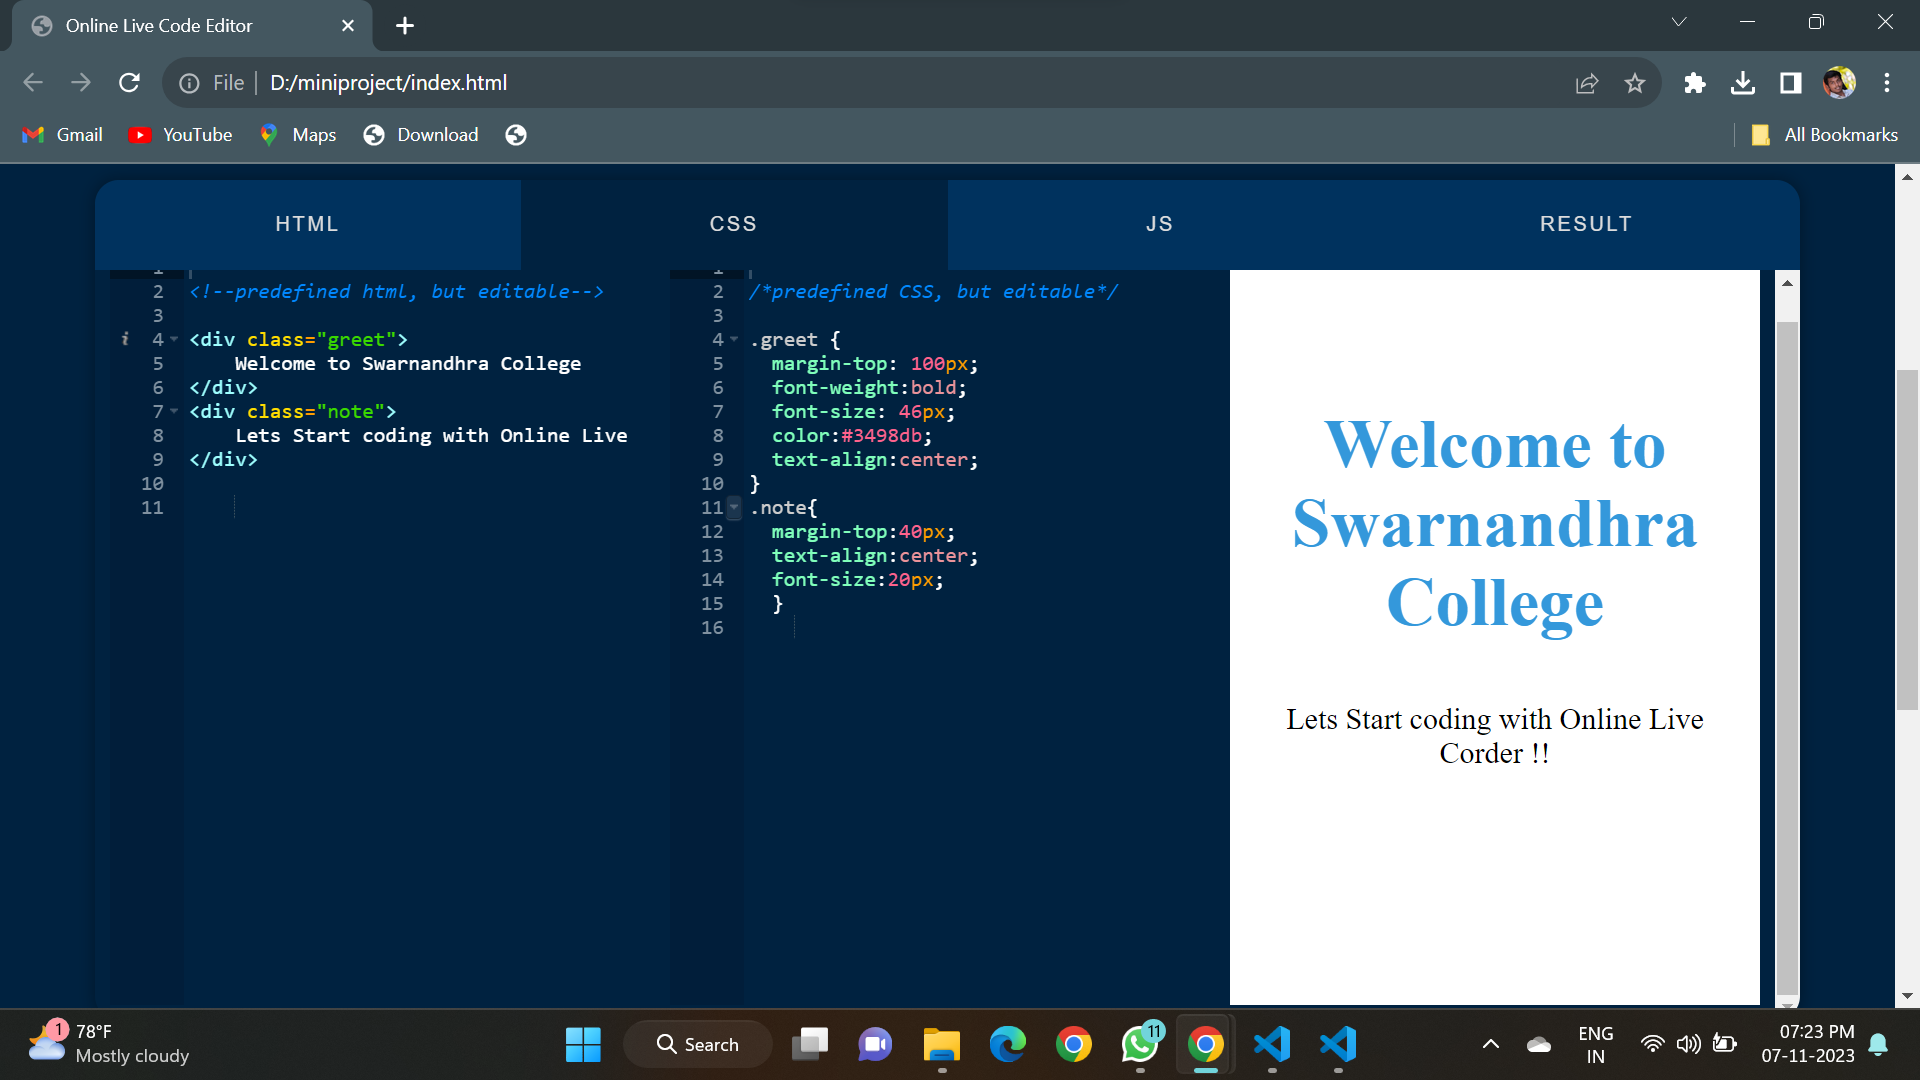 Online Live Code Editor
File
D:/miniproject/index.html
Gmail
YouTube
Maps
Download
All Bookmarks
HTML
CSS
JS
RESULT
1
2 <!--predefined html, but editable-->
3
4 <div class="greet">
5 Welcome to Swarnandhra College
6 </div>
7 <div class="note">
8 Lets Start coding with Online Live
9 </div>
10
11
1
2 /*predefined CSS, but editable*/
3
4 .greet {
5 margin-top: 100px;
6 font-weight:bold;
7 font-size: 46px;
8 color:#3498db;
9 text-align:center;
10 }
11 .note{
12 margin-top:40px;
13 text-align:center;
14 font-size:20px;
15 }
16
Welcome to
Swarnandhra
College
Lets Start coding with Online Live
Corder !!
1
78°F
Mostly cloudy
Search
11
ENG
IN
07:23 PM
07-11-2023